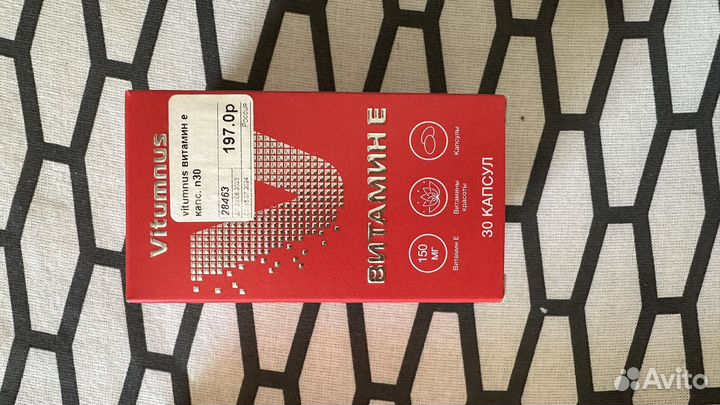 Vitumnus
vitumnus витамин е
капс. n30
28463
197.0р
Россия
ВИТАМИН Е
150
МГ
Витамин Е
Витамины
красоты
Капсулы
30 КАПСУЛ
Avito